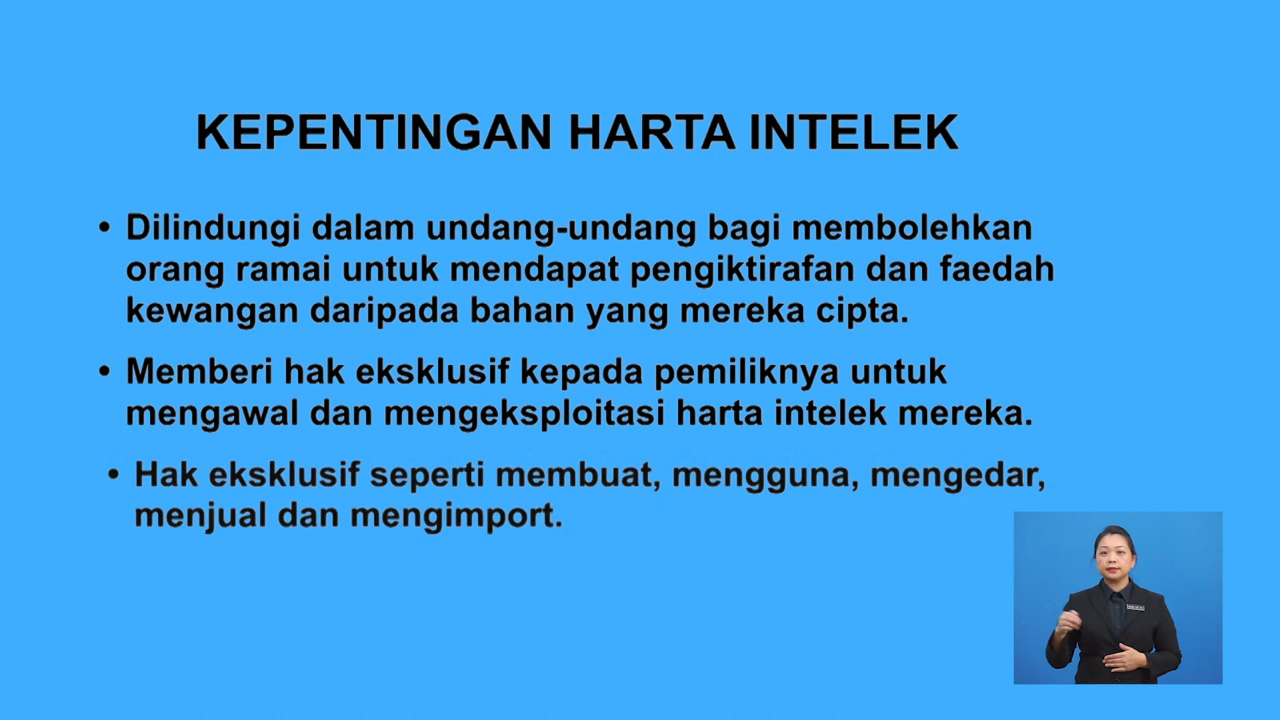 KEPENTINGAN HARTA INTELEK
• Dilindungi dalam undang-undang bagi membolehkan
orang ramai untuk mendapat pengiktirafan dan faedah
kewangan daripada bahan yang mereka cipta.
• Memberi hak eksklusif kepada pemiliknya untuk
mengawal dan mengeksploitasi harta intelek mereka.
• Hak eksklusif seperti membuat, mengguna, mengedar,
menjual dan mengimport.